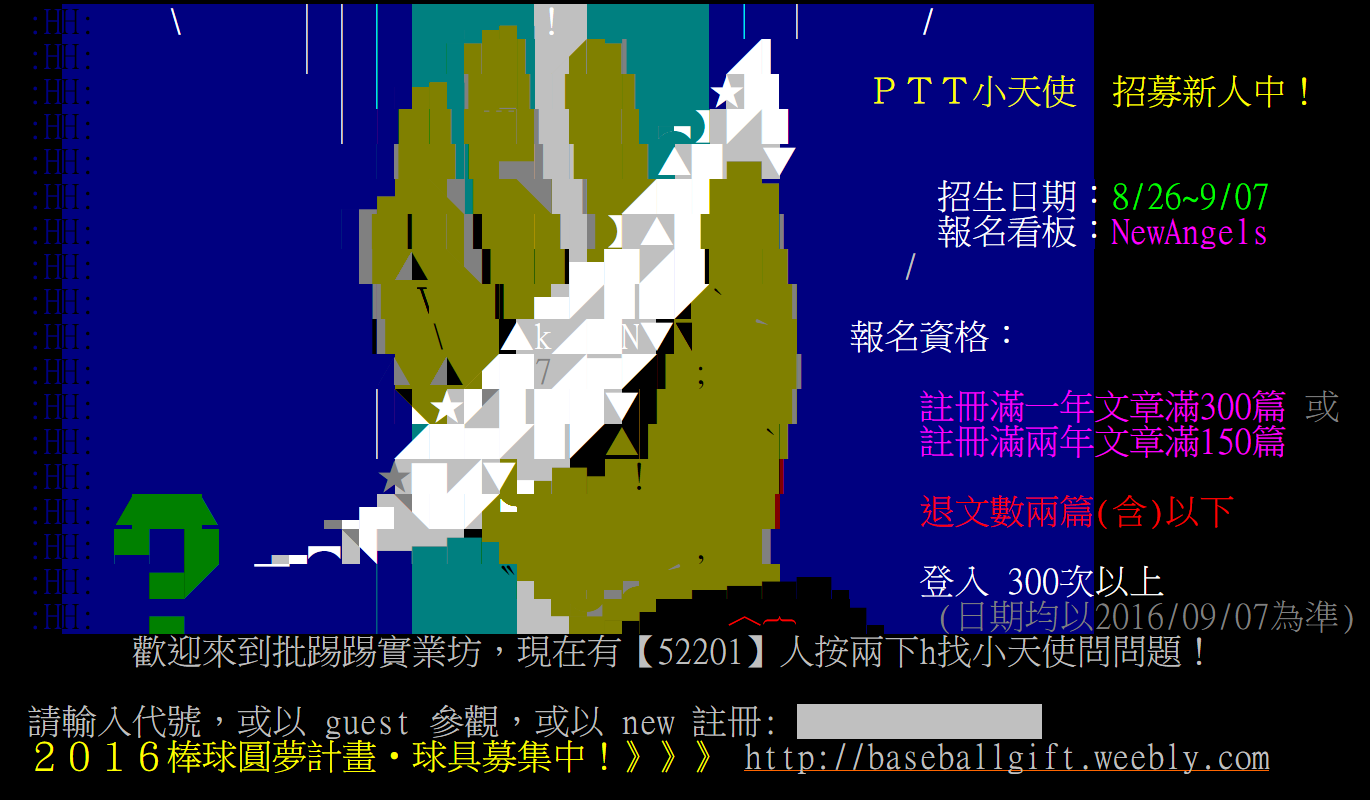 ＰＴＴ小天使　招募新人中！
招生日期：8/26~9/07
報名看板：NewAngels
報名資格：
註冊滿一年文章滿300篇 或
註冊滿兩年文章滿150篇
退文數兩篇(含)以下
登入 300次以上
(日期均以2016/09/07為準)
歡迎來到批踢踢實業坊，現在有【52201】人按兩下h找小天使問問題！
請輸入代號，或以 guest 參觀，或以 new 註冊:
２０１６棒球圓夢計畫‧球具募集中！》》》 http://baseballgift.weebly.com